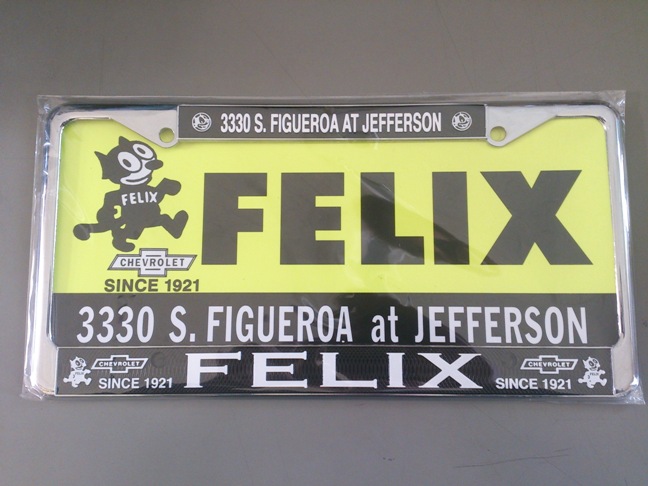 3330 S. FIGUEROA AT JEFFERSON
FELIX
FELIX
CHEVROLET
SINCE 1921
3330 S. FIGUEROA at JEFFERSON
CHEVROLET
SINCE 1921
FELIX
CHEVROLET
SINCE 1921